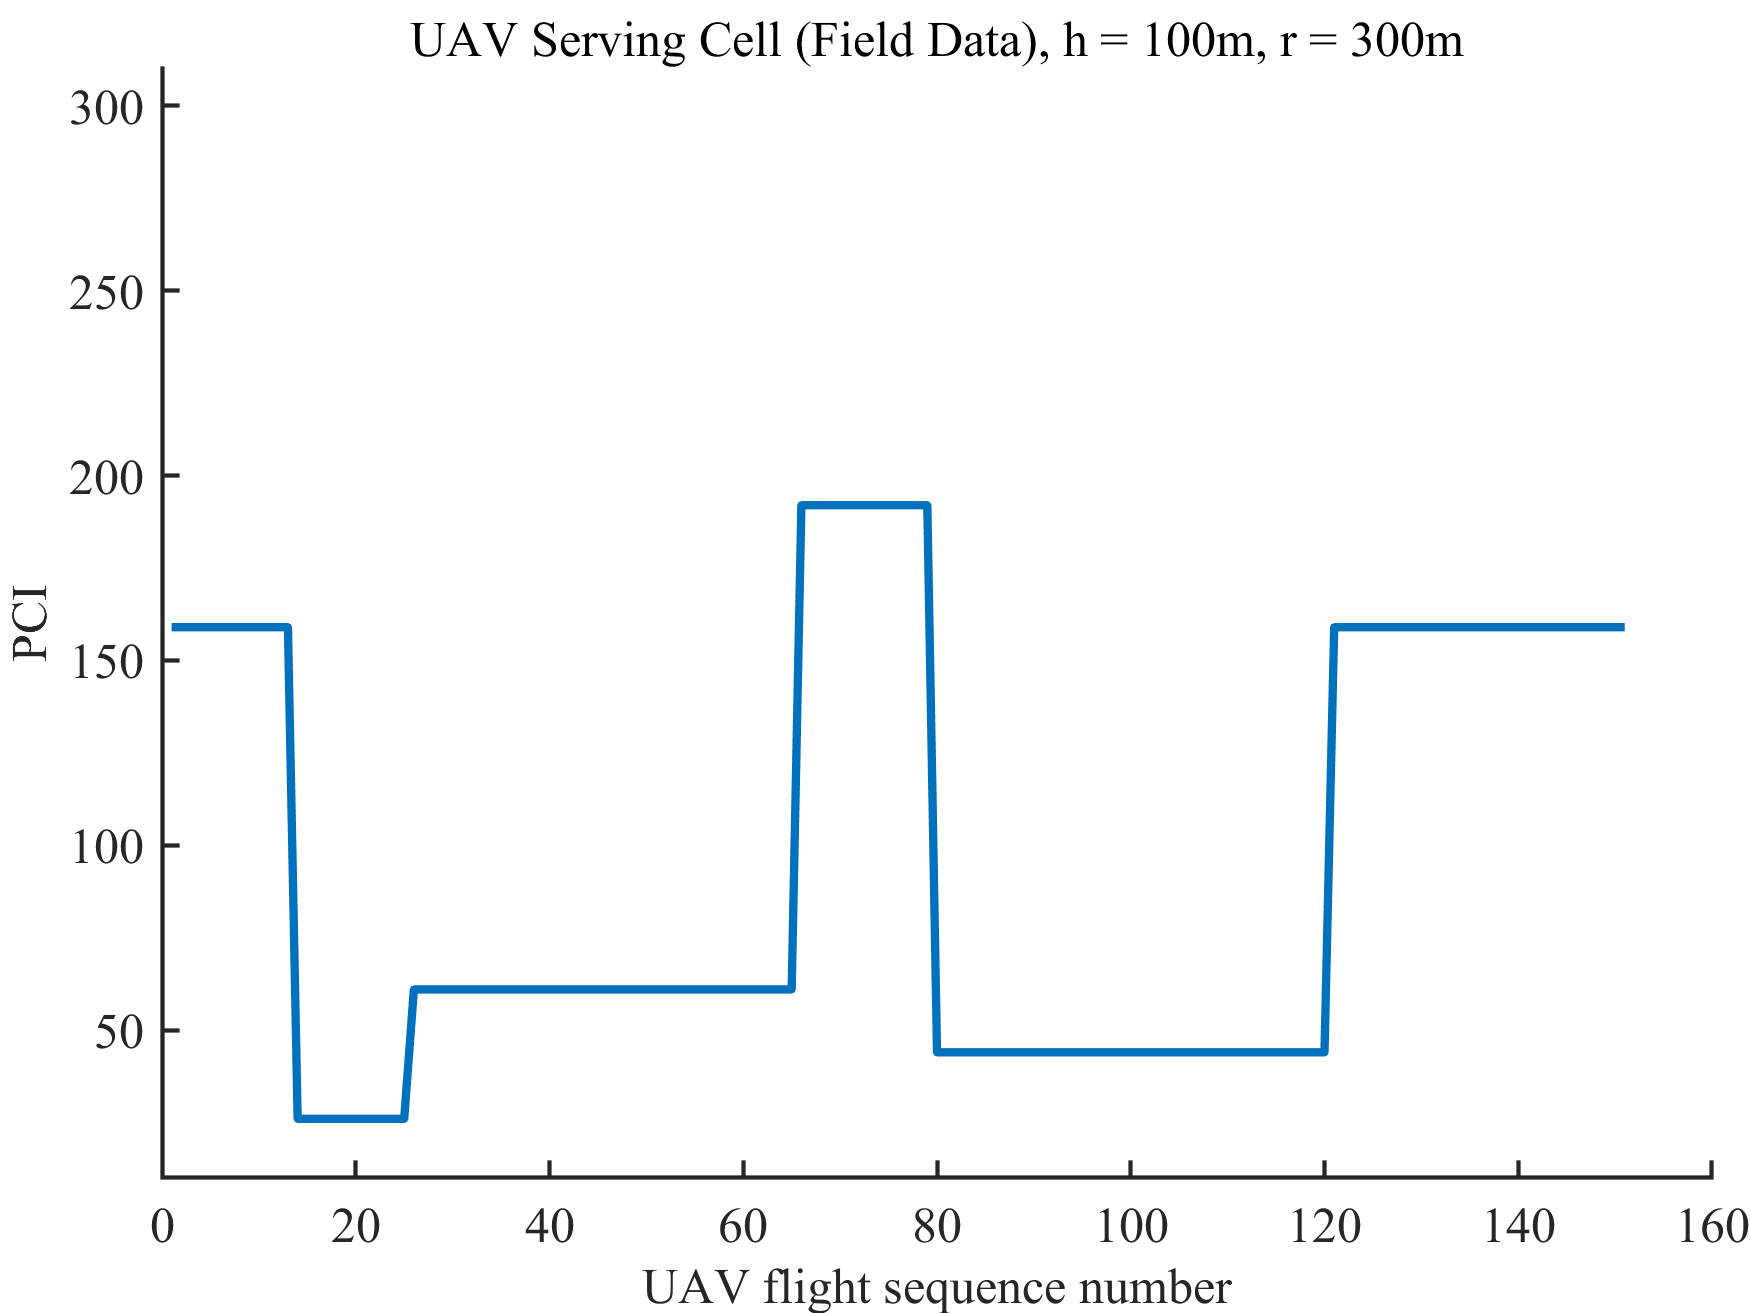 UAV Serving Cell (Field Data), h = 100m, r = 300m
300
250
200
150
100
50
PCI
0 20 40 60 80 100 120 140 160
UAV flight sequence number